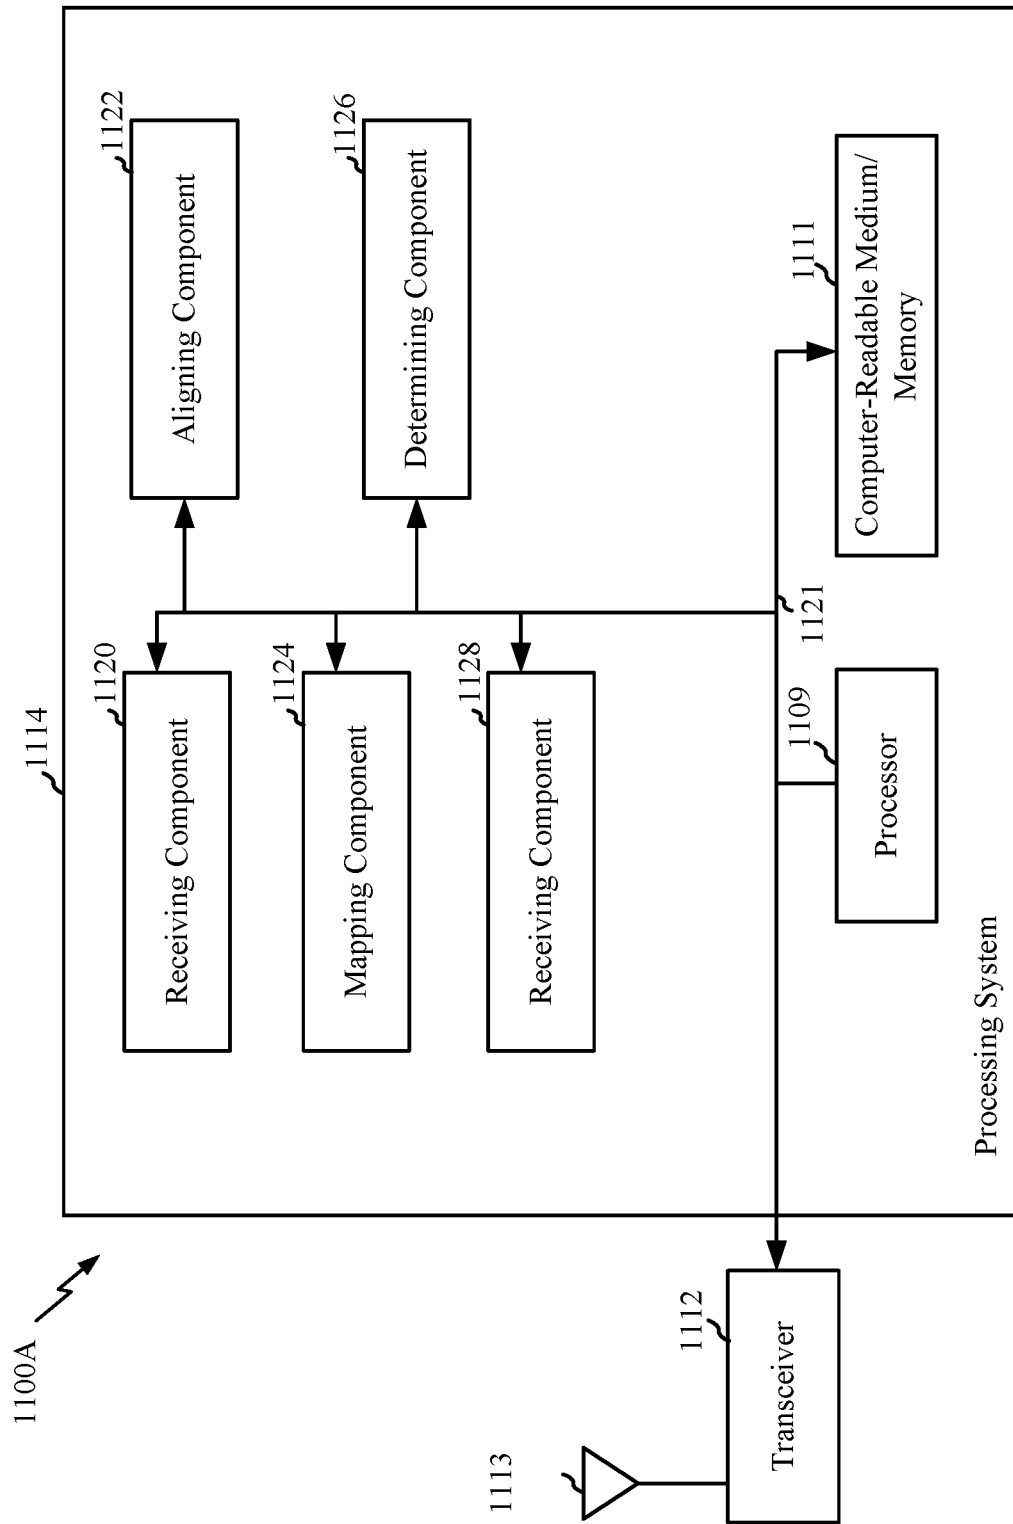 1100A
1114
1120
Receiving Component
1122
Aligning Component
1124
Mapping Component
1126
Determining Component
1128
Receiving Component
1113
1112
Transceiver
1109
Processor
1121
1111
Computer-Readable Medium/
Memory
Processing System